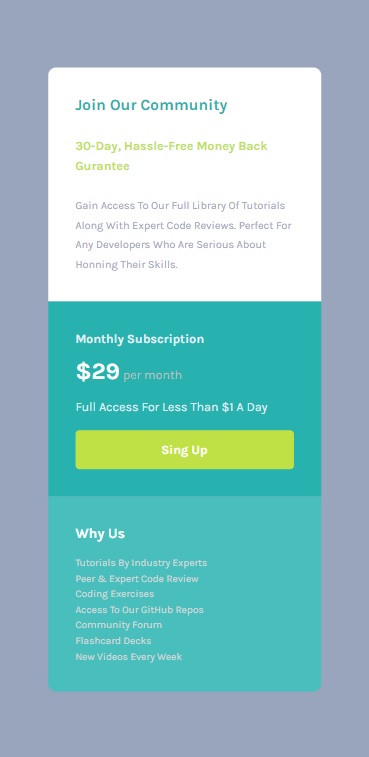 Join Our Community
30-Day, Hassle-Free Money Back
Gurantee
Gain Access To Our Full Library Of Tutorials
Along With Expert Code Reviews. Perfect For
Any Developers Who Are Serious About
Honning Their Skills.
Monthly Subscription
$29 per month
Full Access For Less Than $1 A Day
Sing Up
Why Us
Tutorials By Industry Experts
Peer & Expert Code Review
Coding Exercises
Access To Our GitHub Repos
Community Forum
Flashcard Decks
New Videos Every Week